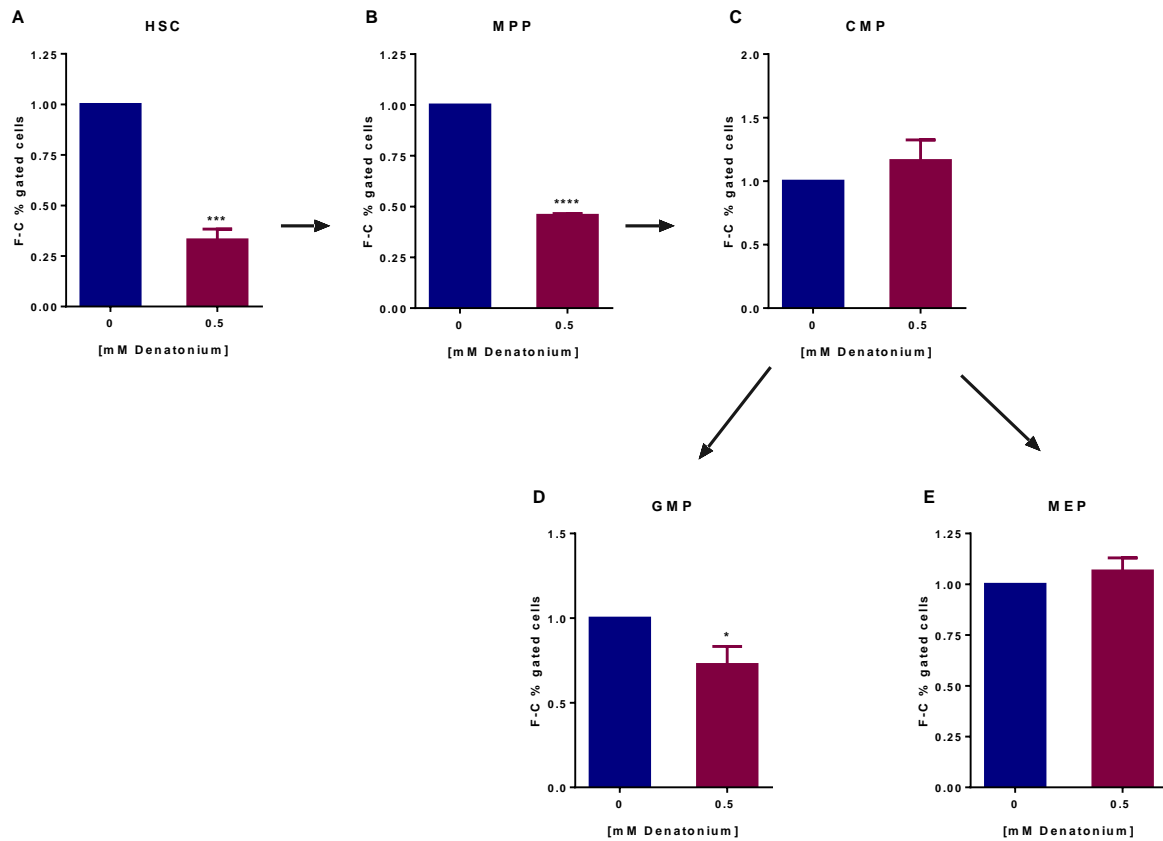 A
HSC
F-C % gated cells
1.25
1.00
0.75
0.50
0.25
0.00
***
0 0.5
[mM Denatonium]
B
MPP
F-C % gated cells
1.25
1.00
0.75
0.50
0.25
0.00
****
0 0.5
[mM Denatonium]
C
CMP
F-C % gated cells
2.0
1.5
1.0
0.5
0.0
0 0.5
[mM Denatonium]
D
GMP
F-C % gated cells
1.5
1.0
0.5
0.0
*
0 0.5
[mM Denatonium]
E
MEP
F-C % gated cells
1.25
1.00
0.75
0.50
0.25
0.00
0 0.5
[mM Denatonium]